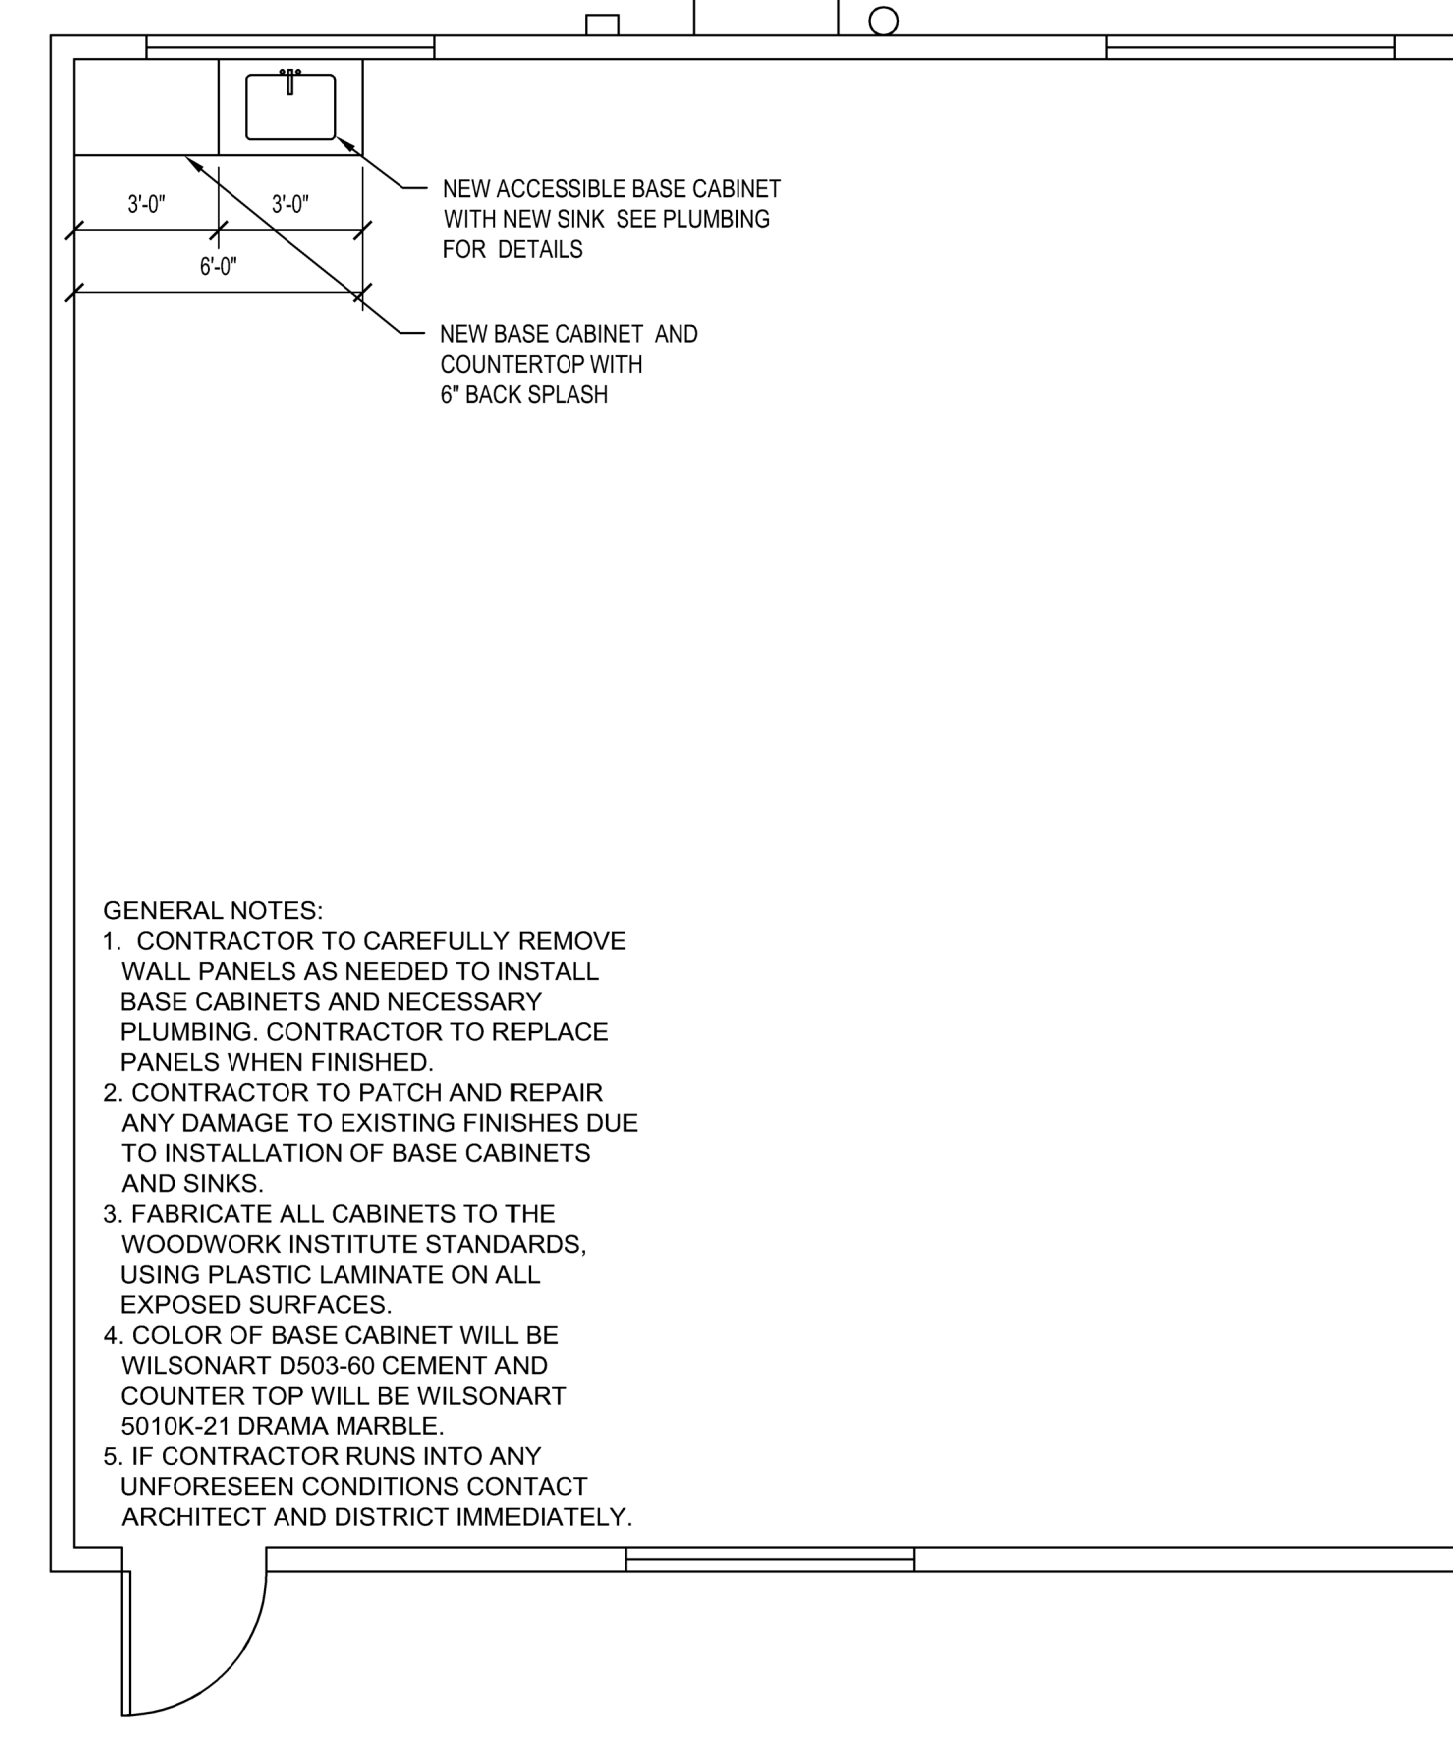 3'-0" 3'-0"
6'-0"
NEW ACCESSIBLE BASE CABINET
WITH NEW SINK SEE PLUMBING
FOR DETAILS
NEW BASE CABINET AND
COUNTERTOP WITH
6" BACK SPLASH
GENERAL NOTES:
1. CONTRACTOR TO CAREFULLY REMOVE
WALL PANELS AS NEEDED TO INSTALL
BASE CABINETS AND NECESSARY
PLUMBING. CONTRACTOR TO REPLACE
PANELS WHEN FINISHED.
2. CONTRACTOR TO PATCH AND REPAIR
ANY DAMAGE TO EXISTING FINISHES DUE
TO INSTALLATION OF BASE CABINETS
AND SINKS.
3. FABRICATE ALL CABINETS TO THE
WOODWORK INSTITUTE STANDARDS,
USING PLASTIC LAMINATE ON ALL
EXPOSED SURFACES.
4. COLOR OF BASE CABINET WILL BE
WILSONART D503-60 CEMENT AND
COUNTER TOP WILL BE WILSONART
5010K-21 DRAMA MARBLE.
5. IF CONTRACTOR RUNS INTO ANY
UNFORESEEN CONDITIONS CONTACT
ARCHITECT AND DISTRICT IMMEDIATELY.